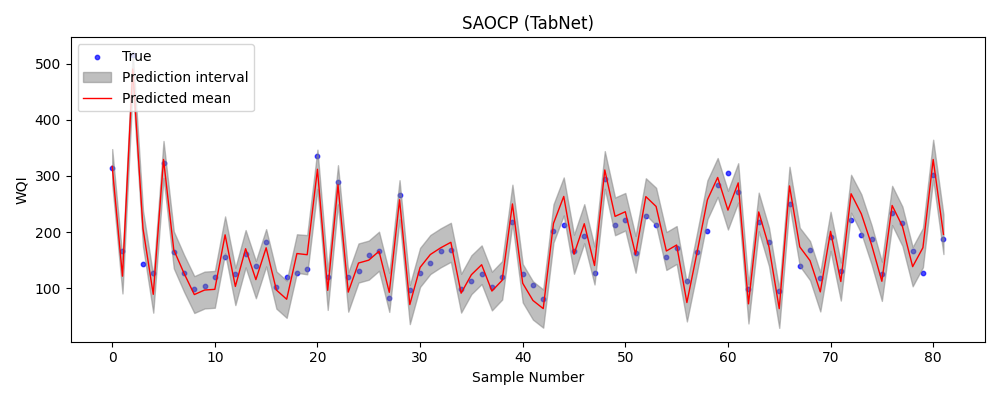 SAOCP (TabNet)
True
Prediction interval
Predicted mean
WQI
500
400
300
200
100
0 10 20 30 40 50 60 70 80
Sample Number